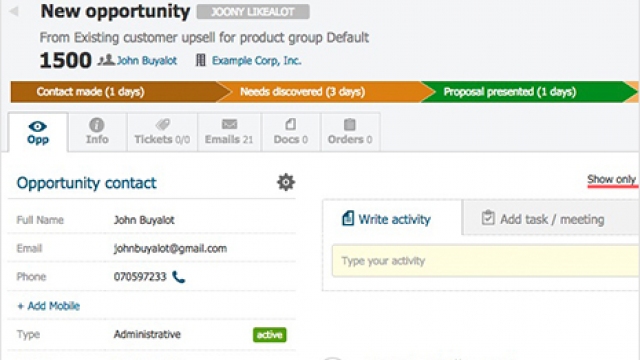 New opportunity JOONY LIKEALOT
From Existing customer upsell for product group Default
1500 John Buyalot Example Corp, Inc.
Contact made (1 days) Needs discovered (3 days) Proposal presented (1 days)
Opp Info Tickets 0/0 Emails 21 Docs 0 Orders 0
Opportunity contact
Show only
Full Name John Buyalot
Write activity Add task / meeting
Email johnbuyalot@gmail.com
Type your activity
Phone 070597233
+ Add Mobile
Type Administrative active